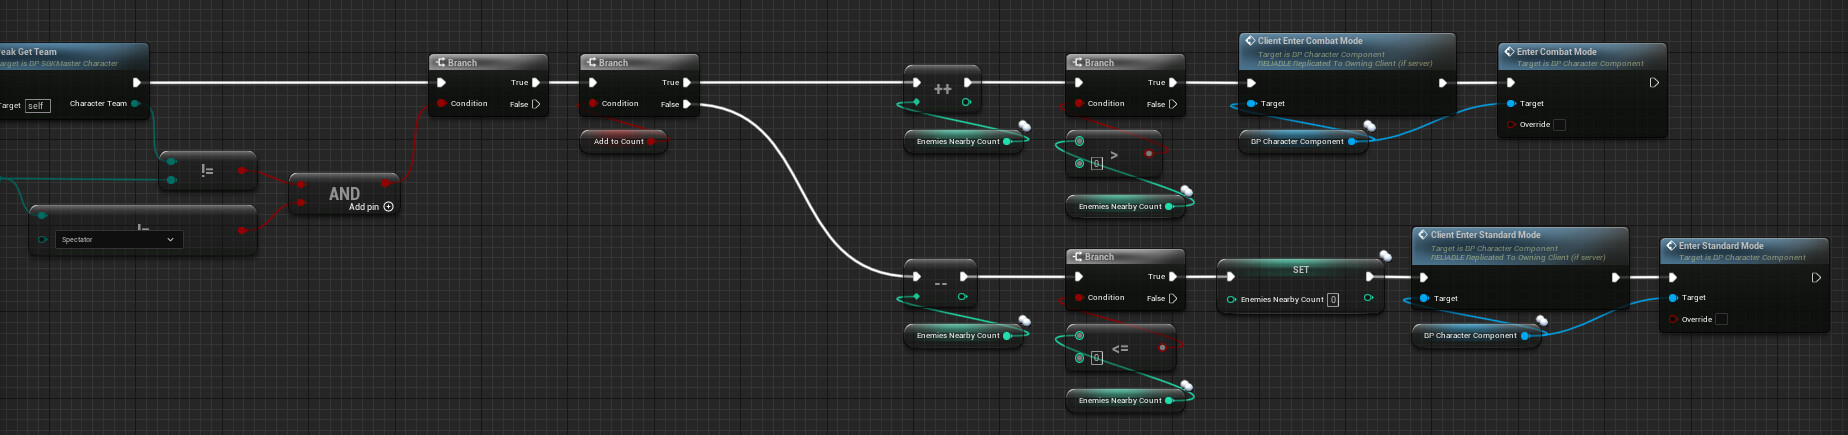 eak Get Team
arget is BP SGKMaster Character
Target self
Character Team
!=
!=
Spectator
AND
Add pin
Branch
True
Condition
False
Branch
True
Condition
False
Add to Count
++
Enemies Nearby Count
Branch
True
Condition
False
>
0
Enemies Nearby Count
Client Enter Combat Mode
Target is BP Character Component
RELIABLE Replicated To Owning Client (if server)
Target
BP Character Component
Enter Combat Mode
Target is BP Character Component
Target
Override
--
Enemies Nearby Count
Branch
True
Condition
False
<=
0
Enemies Nearby Count
SET
Enemies Nearby Count 0
Client Enter Standard Mode
Target is BP Character Component
RELIABLE Replicated To Owning Client (if server)
Target
BP Character Component
Enter Standard Mode
Target is BP Character Component
Target
Override